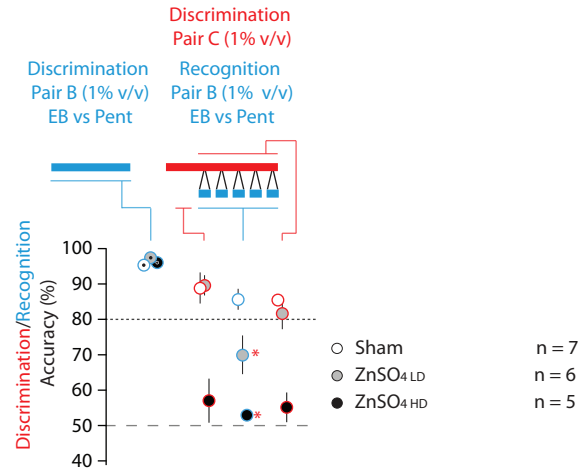 Discrimination
Pair C (1% v/v)
Discrimination
Pair B (1% v/v)
EB vs Pent
Recognition
Pair B (1% v/v)
EB vs Pent
Discrimination/Recognition
Accuracy (%)
100
90
80
70
60
50
40
*
*
Sham n = 7
ZnSO4 LD n = 6
ZnSO4 HD n = 5